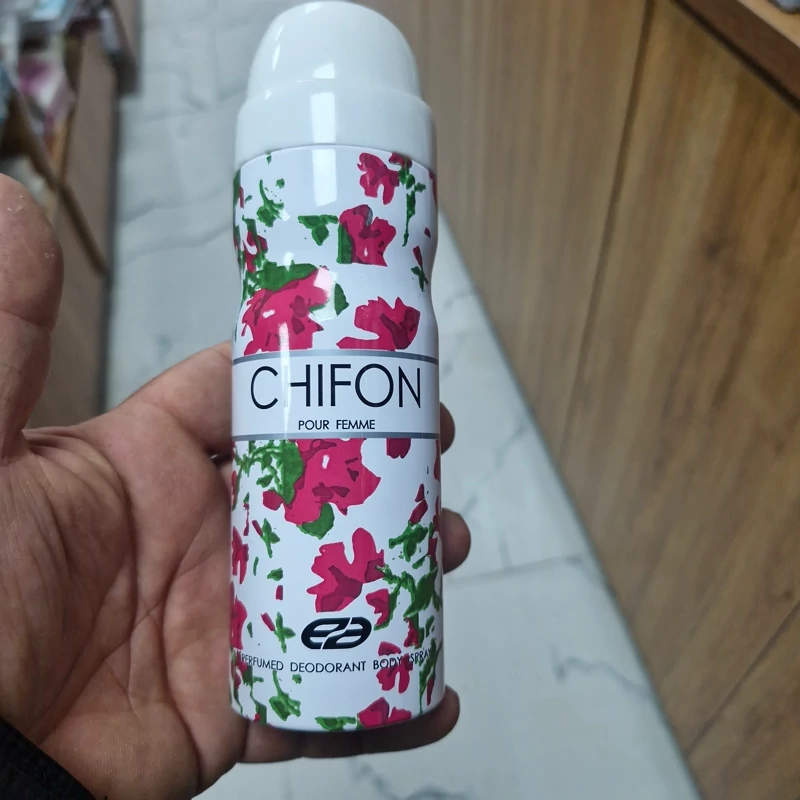 CHIFON
POUR FEMME
PERFUMED DEODORANT BODY SPRAY